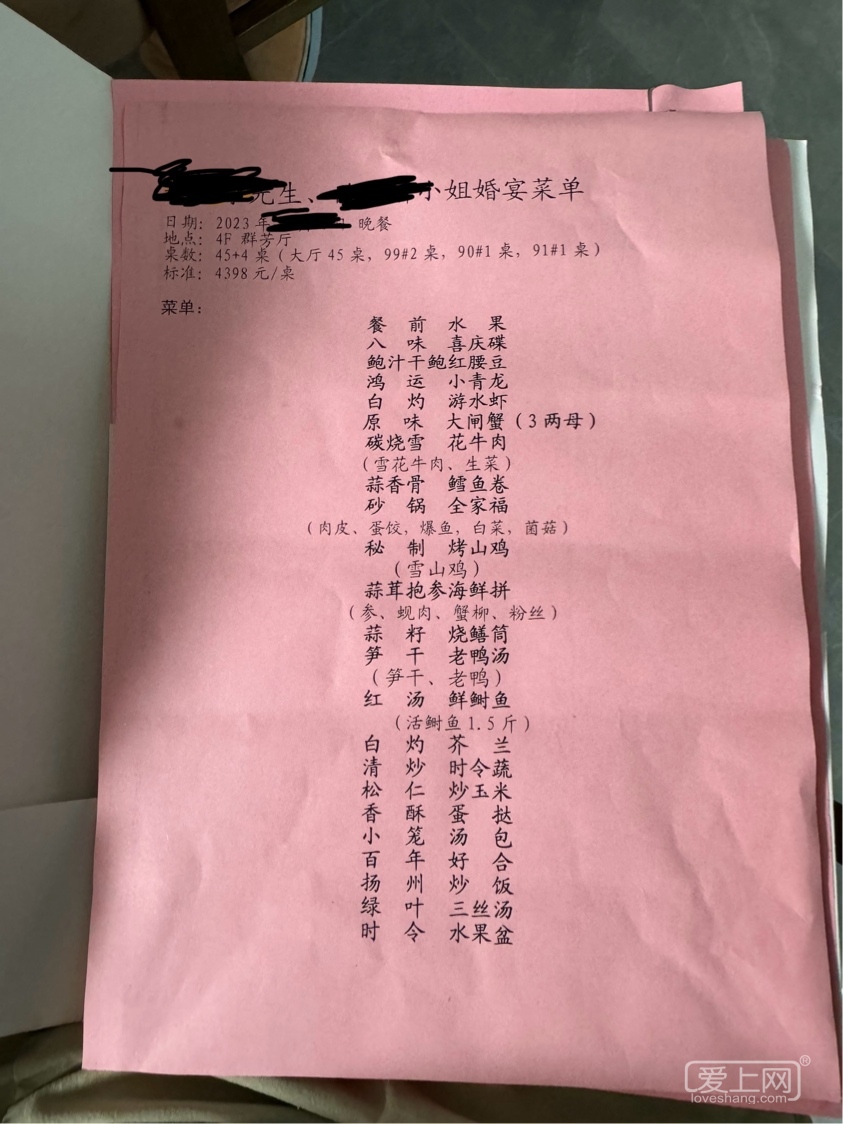 先生、小姐婚宴菜单
日期：2023 年 晚餐
地点：4F 群芳厅
桌数：45+4 桌（大厅 45 桌，99#2 桌，90#1 桌，91#1 桌）
标准：4398 元/桌
菜单：
餐前水果
八味喜庆碟
鲍汁干鲍红腰豆
鸿运小青龙
白灼游水虾
原味大闸蟹（3 两母）
碳烧雪花牛肉
（雪花牛肉、生菜）
蒜香骨鳕鱼卷
砂锅全家福
（肉皮、蛋饺，爆鱼，白菜，菌菇）
秘制烤山鸡
（雪山鸡）
蒜茸抱参海鲜拼
（参、蚬肉、蟹柳、粉丝）
蒜籽烧鳝筒
笋干老鸭汤
（笋干、老鸭）
红汤鲜鲥鱼
（活鲥鱼 1.5 斤）
白灼芥兰
清炒时令蔬
松仁炒玉米
香酥蛋挞
小笼汤包
百年好合
扬州炒饭
绿叶三丝汤
时令水果盆
爱上网®
loveshang.com